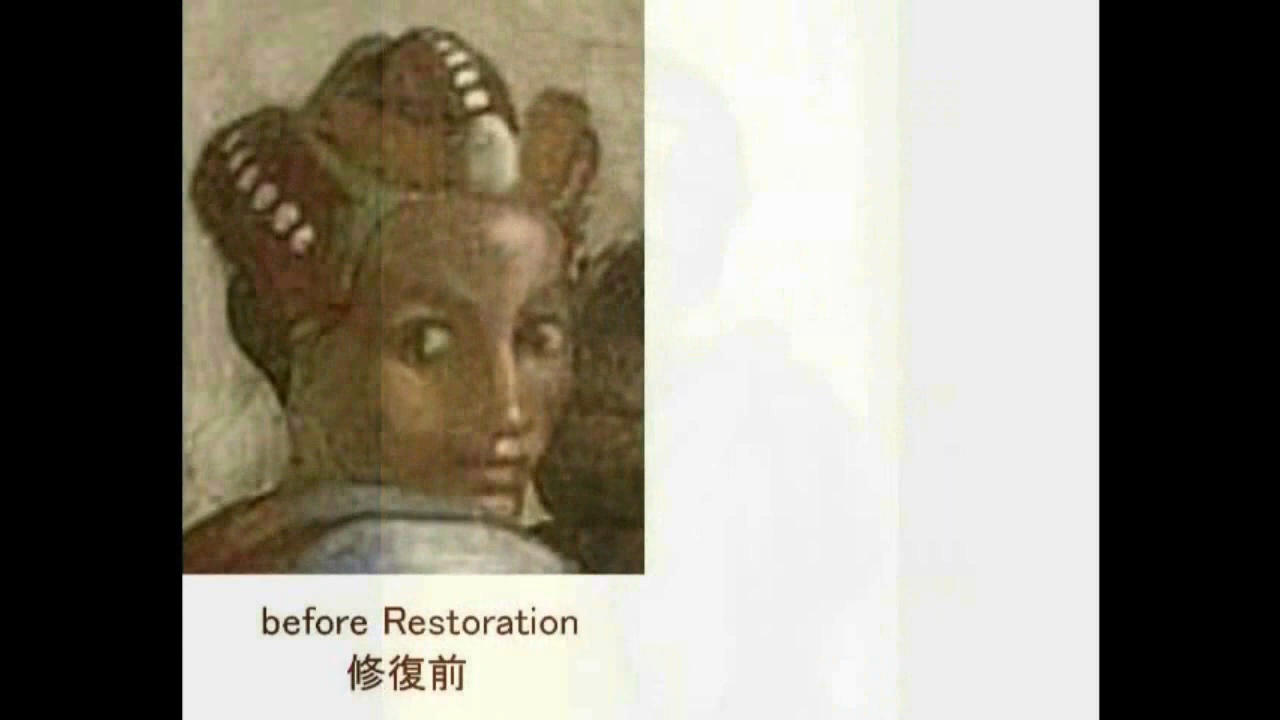 before Restoration
修復前